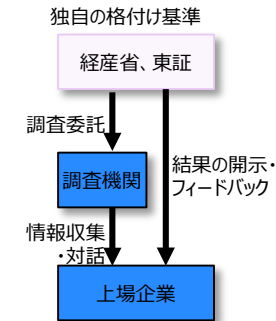 独自の格付け基準
経産省、東証
調査委託
調査機関
結果の開示・
フィードバック
情報収集
・対話
上場企業